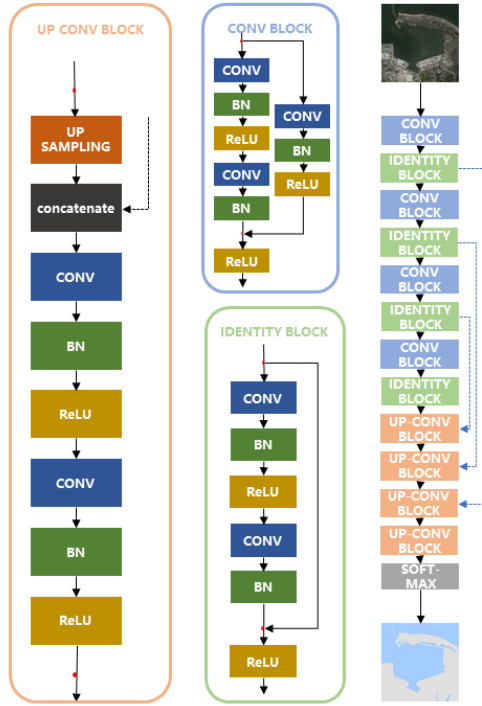 UP CONV BLOCK
UP
SAMPLING
concatenate
CONV
BN
ReLU
CONV
BN
ReLU
CONV BLOCK
CONV
BN
ReLU
CONV
BN
CONV
BN
ReLU
ReLU
IDENTITY BLOCK
CONV
BN
ReLU
CONV
BN
ReLU
CONV
BLOCK
IDENTITY
BLOCK
CONV
BLOCK
IDENTITY
BLOCK
CONV
BLOCK
IDENTITY
BLOCK
CONV
BLOCK
IDENTITY
BLOCK
UP-CONV
BLOCK
UP-CONV
BLOCK
UP-CONV
BLOCK
UP-CONV
BLOCK
SOFT-
MAX